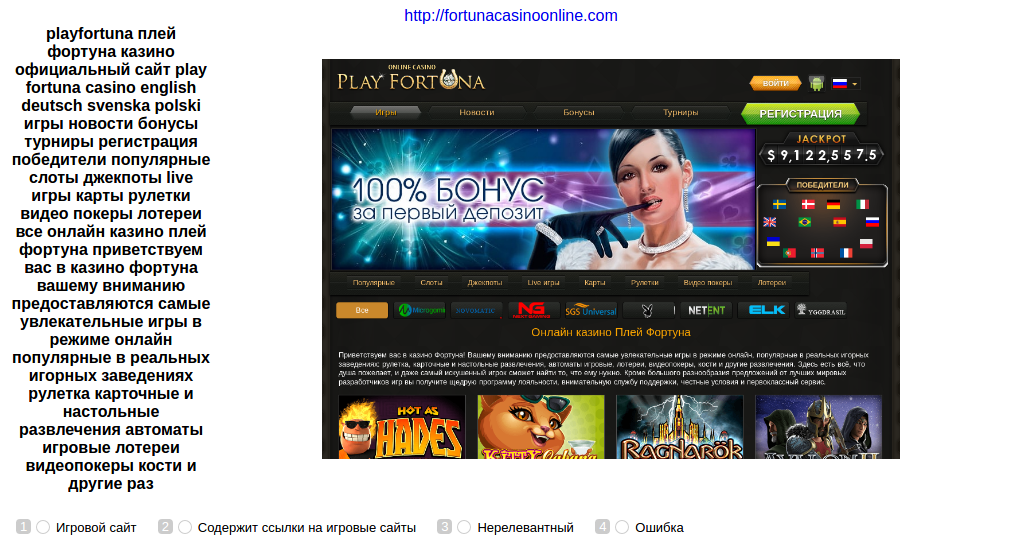 http://fortunacasinoonline.com
playfortuna плей
фортуна казино
официальный сайт play
fortuna casino english
deutsch svenska polski
игры новости бонусы
турниры регистрация
победители популярные
слоты джекпоты live
игры карты рулетки
видео покеры лотереи
все онлайн казино плей
фортуна приветствуем
вас в казино фортуна
вашему вниманию
предоставляются самые
увлекательные игры в
режиме онлайн
популярные в реальных
игорных заведениях
рулетка карточные и
настольные
развлечения автоматы
игровые лотереи
видеопокеры кости и
другие раз
ONLINE CASINO
PLAY FORTUNA
ВОЙТИ
Игры Новости Бонусы Турниры РЕГИСТРАЦИЯ
JACKPOT
$ 9,122,557.5
100% БОНУС
за первый депозит
ПОБЕДИТЕЛИ
Популярные Слоты Джекпоты Live игры Карты Рулетки Видео покеры Лотереи
Все Microgaming NOVOMATIC NG SGS Universal NETENT ELK YGGDRASIL
Онлайн казино Плей Фортуна
Приветствуем вас в казино Фортуна! Вашему вниманию предоставляются самые увлекательные игры в режиме онлайн, популярные в реальных игорных
заведениях: рулетка, карточные и настольные развлечения, автоматы игровые, лотереи, видеопокеры, кости и другие развлечения. Здесь есть всё, что
душа пожелает, и даже самый искушенный игрок сможет найти то, что ему нужно. Кроме большого разнообразия предложений от лучших мировых
разработчиков игр вы получите щедрую программу лояльности, внимательную службу поддержки, честные условия и первоклассный сервис.
HOT AS
HADES
Kitty Cabana
Ragnarök
AVALON II
1 Игровой сайт 2 Содержит ссылки на игровые сайты 3 Нерелевантный 4 Ошибка